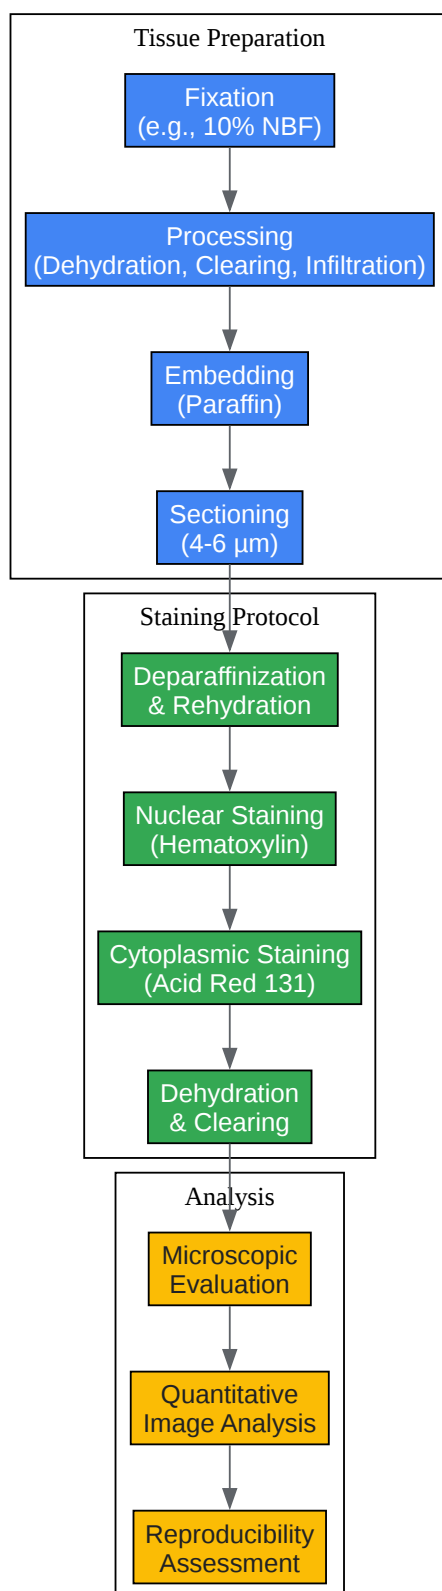 Tissue Preparation
Fixation
(e.g., 10% NBF)
Processing
(Dehydration, Clearing, Infiltration)
Embedding
(Paraffin)
Sectioning
(4-6 µm)
Staining Protocol
Deparaffinization
& Rehydration
Nuclear Staining
(Hematoxylin)
Cytoplasmic Staining
(Acid Red 131)
Dehydration
& Clearing
Analysis
Microscopic
Evaluation
Quantitative
Image Analysis
Reproducibility
Assessment